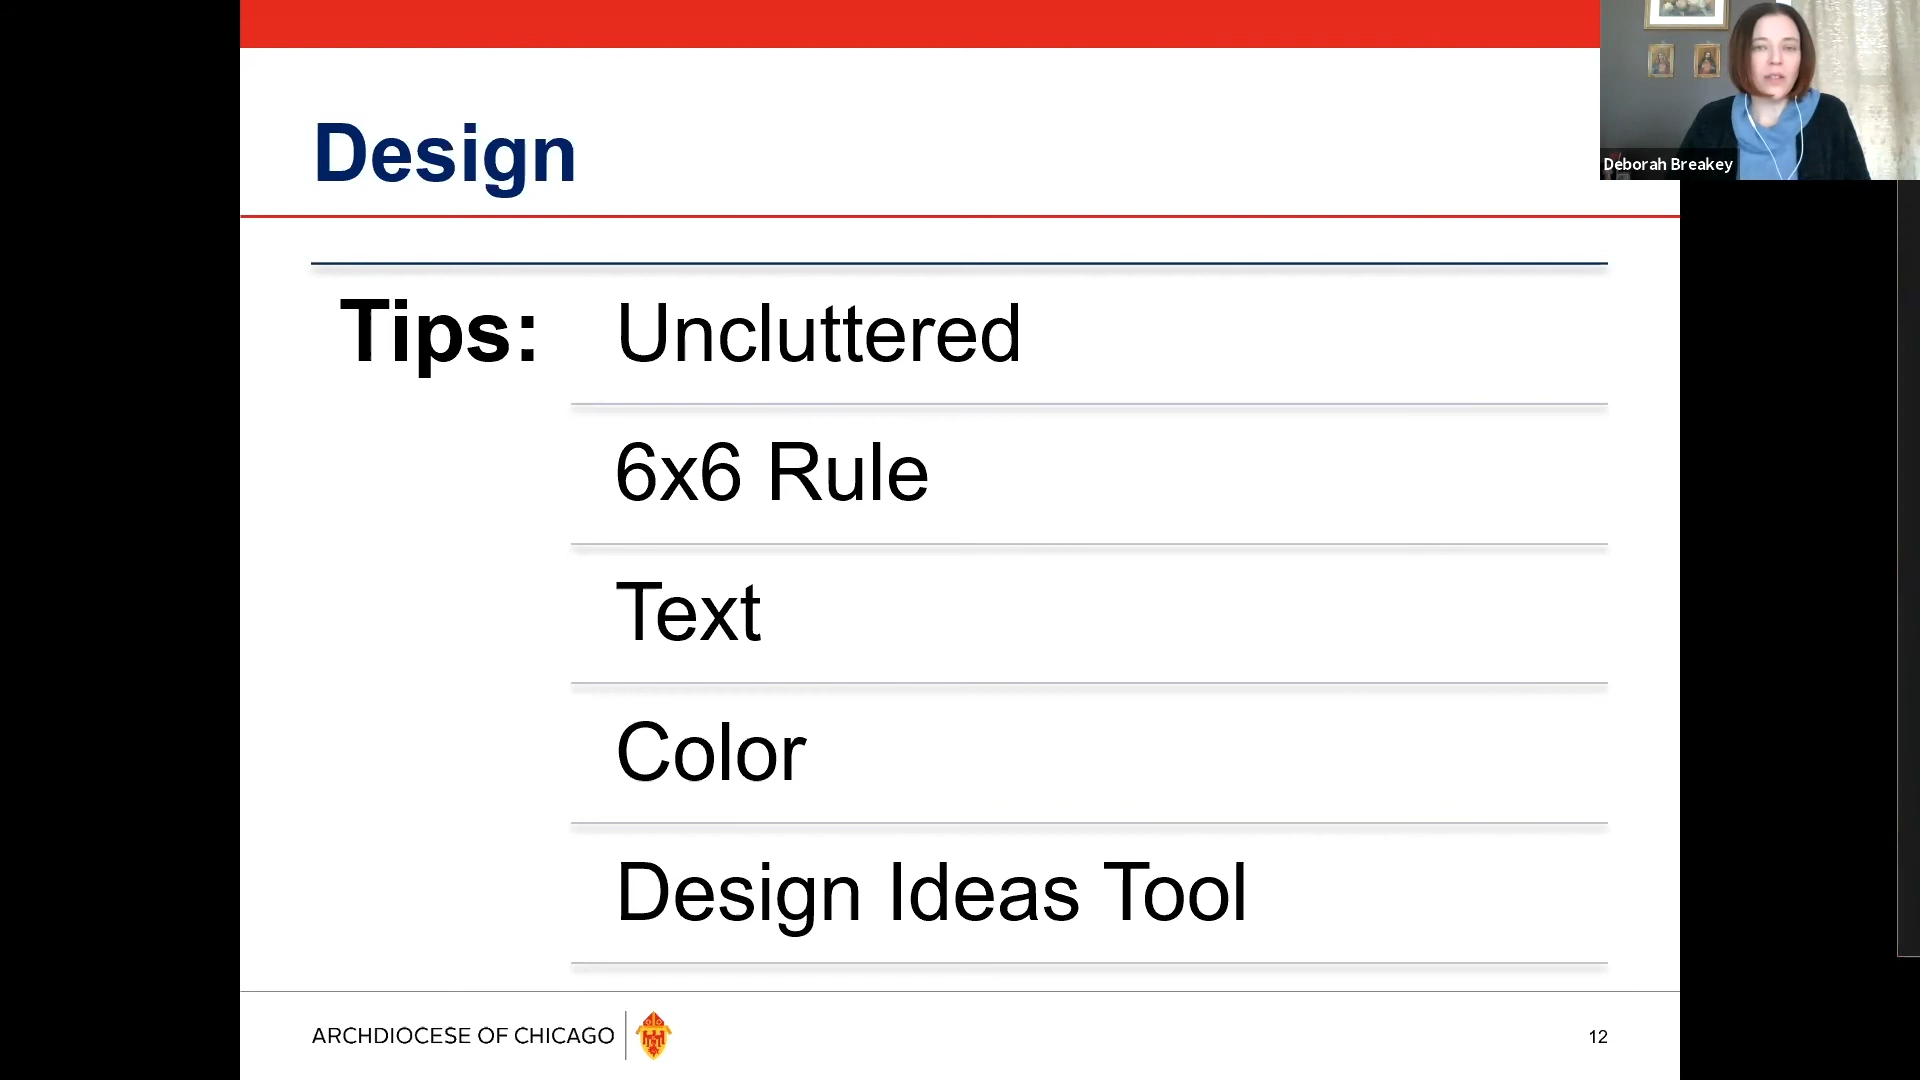 Design
Tips: Uncluttered
6x6 Rule
Text
Color
Design Ideas Tool
ARCHDIOCESE OF CHICAGO
12
Deborah Breakey